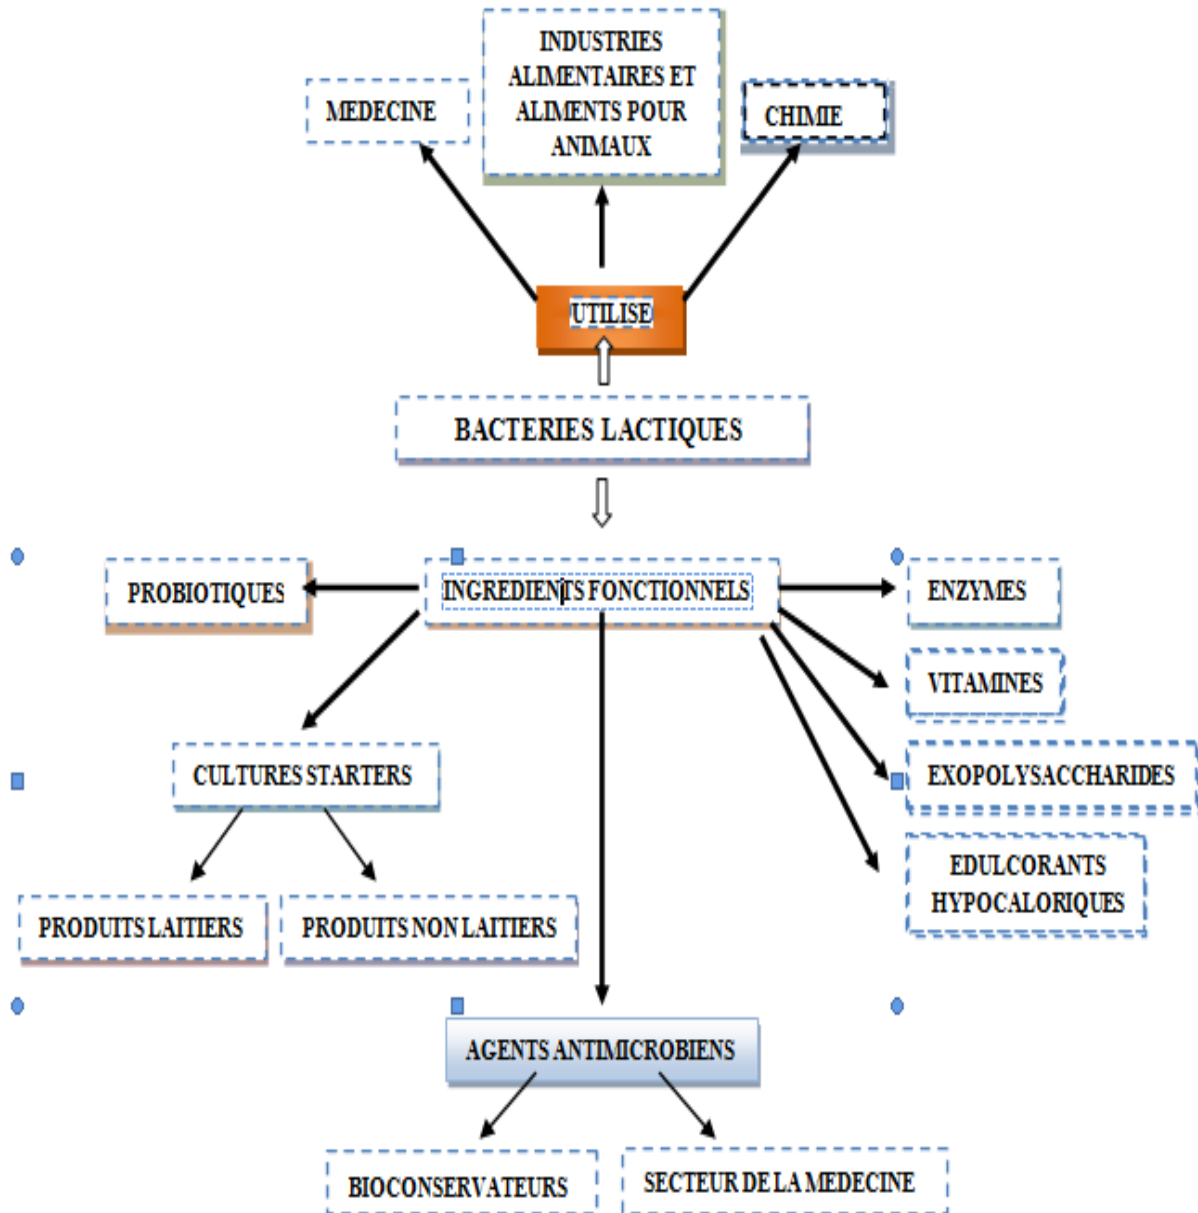 INDUSTRIES
ALIMENTAIRES ET
ALIMENTS POUR
ANIMAUX
MEDECINE
CHIMIE
UTILISE
BACTERIES LACTIQUES
PROBIOTIQUES
INGREDIENTS FONCTIONNELS
ENZYMES
VITAMINES
CULTURES STARTERS
EXOPOLYSACCHARIDES
EDULCORANTS
HYPOCALORIQUES
PRODUITS LAITIERS
PRODUITS NON LAITIERS
AGENTS ANTIMICROBIENS
BIOCONSERVATEURS
SECTEUR DE LA MEDECINE